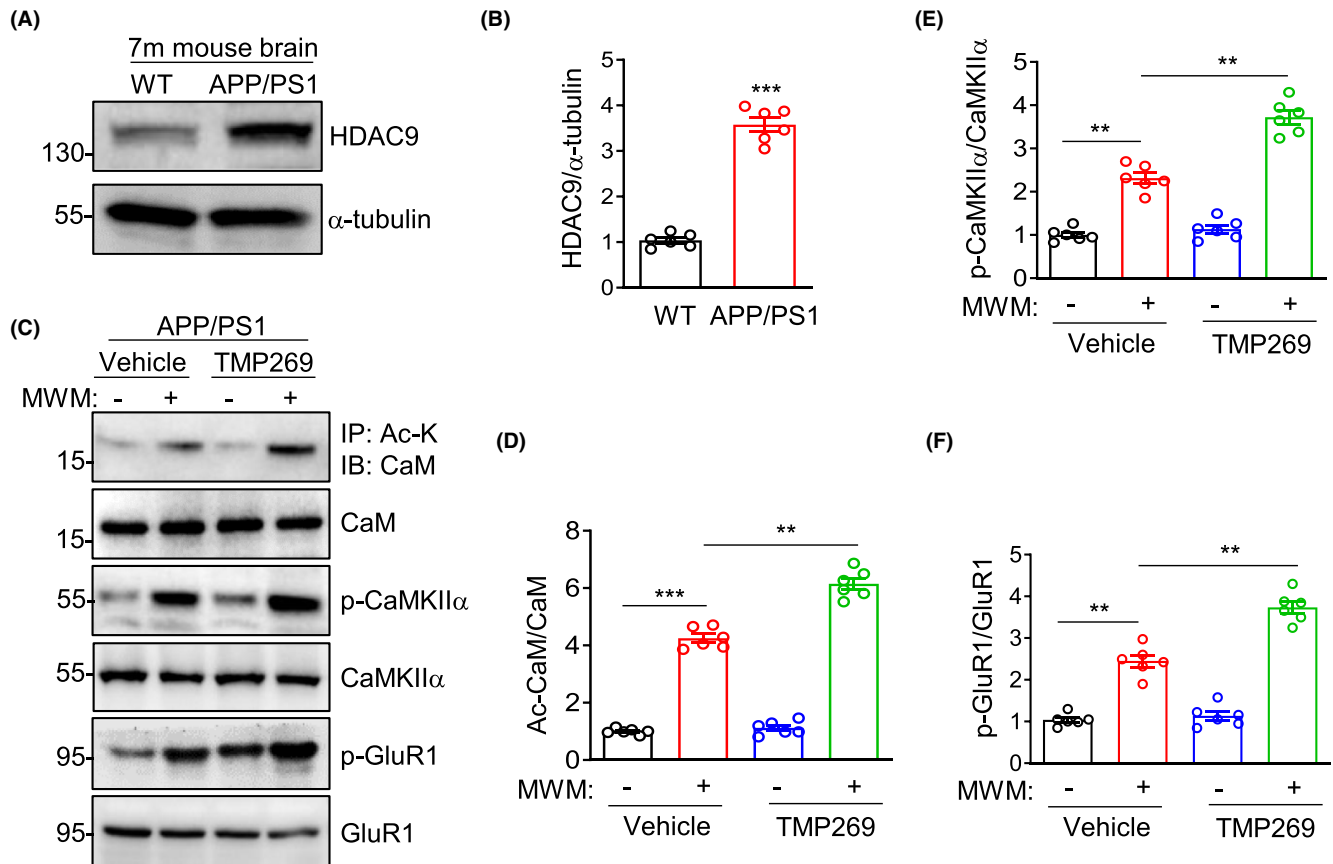 (A)
7m mouse brain
WT APP/PS1
HDAC9
130
55
α-tubulin
(B)
HDAC9/α-tubulin
5
4
3
2
1
0
***
WT APP/PS1
(C)
APP/PS1
Vehicle TMP269
MWM: - + - +
IP: Ac-K
15
IB: CaM
CaM
15
55
p-CaMKIIα
55
CaMKIIα
95
p-GluR1
95
GluR1
(D)
Ac-CaM/CaM
8
6
4
2
0
***
**
MWM: - + - +
Vehicle TMP269
(E)
p-CaMKIIα/CaMKIIα
5
4
3
2
1
0
**
**
MWM: - + - +
Vehicle TMP269
(F)
p-GluR1/GluR1
5
4
3
2
1
0
**
**
MWM: - + - +
Vehicle TMP269